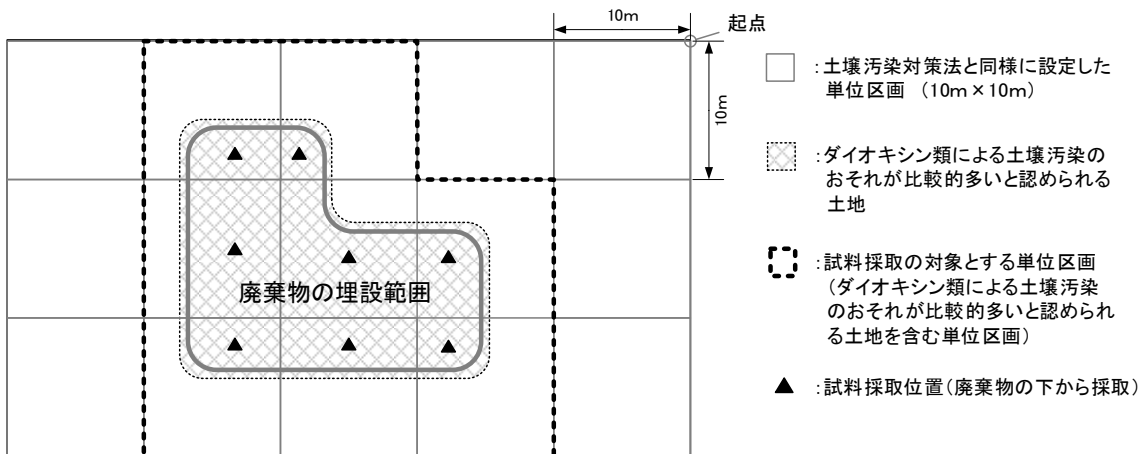 10m
起点
10m
：土壌汚染対策法と同様に設定した
単位区画 （10m×10m）
：ダイオキシン類による土壌汚染の
おそれが比較的多いと認められる
土地
：試料採取の対象とする単位区画
（ダイオキシン類による土壌汚染
のおそれが比較的多いと認められ
る土地を含む単位区画）
：試料採取位置（廃棄物の下から採取）
廃棄物の埋設範囲